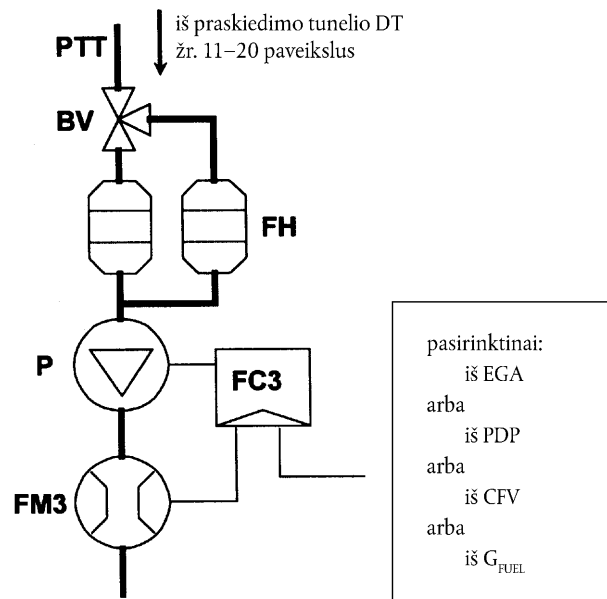 iš praskiedimo tunelio DT
žr. 11–20 paveikslus
PTT
BV
FH
P
FC3
FM3
pasirinktinai:
iš EGA
arba
iš PDP
arba
iš CFV
arba
iš G_FUEL